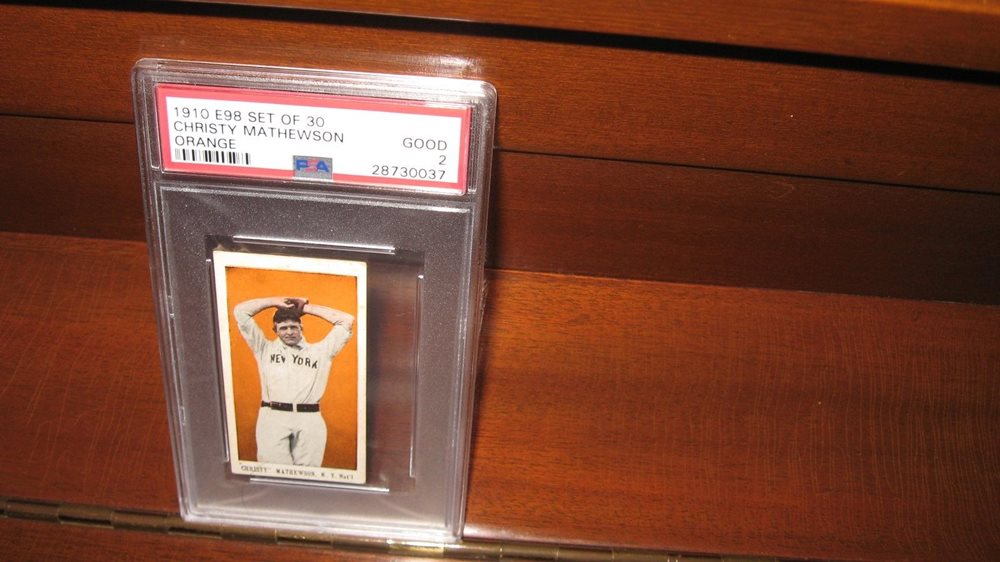 1910 E98 SET OF 30
CHRISTY MATHEWSON
ORANGE
GOOD
2
PSA
28730037
NEW YORK
"CHRISTY" MATHEWSON, N. Y. Nat'l